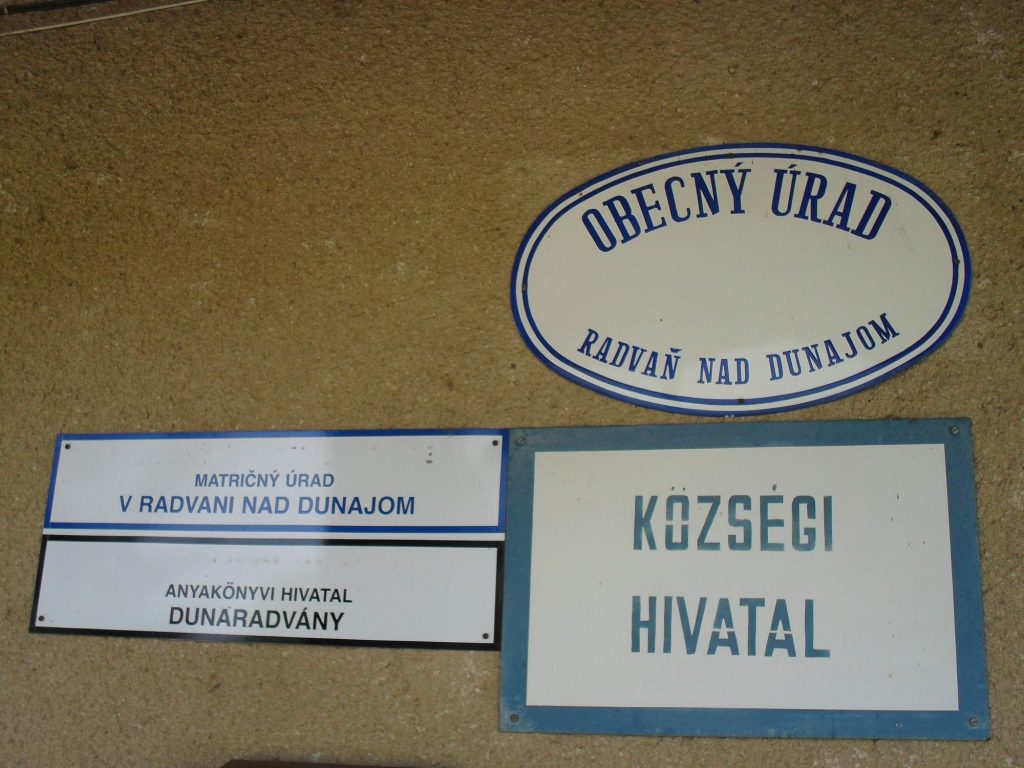 OBECNÝ ÚRAD
RADVAŇ NAD DUNAJOM
MATRIČNÝ ÚRAD
V RADVANI NAD DUNAJOM
ANYAKÖNYVI HIVATAL
DUNARADVÁNY
KÖZSÉGI
HIVATAL